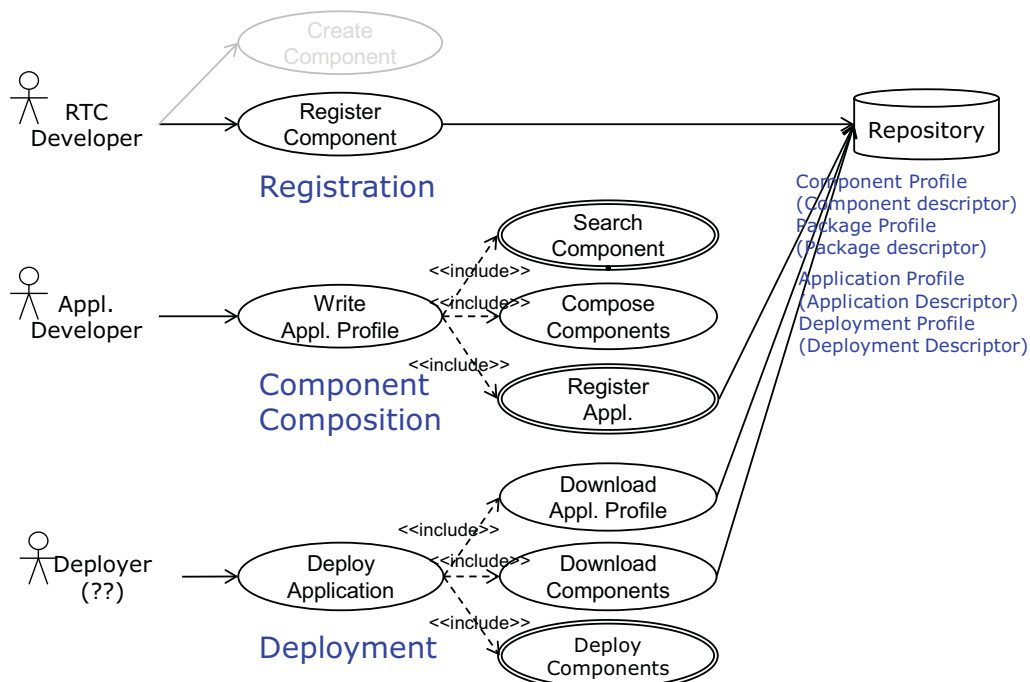 Create
Component
RTC
Developer
Register
Component
Repository
Registration
Component Profile
(Component descriptor)
Package Profile
(Package descriptor)
Application Profile
(Application Descriptor)
Deployment Profile
(Deployment Descriptor)
Search
Component
<<include>>
Appl.
Developer
Write
Appl. Profile
<<include>>
Compose
Components
<<include>>
Component
Composition
Register
Appl.
Download
Appl. Profile
<<include>>
Deployer
(??)
Deploy
Application
<<include>>
Download
Components
<<include>>
Deployment
Deploy
Components